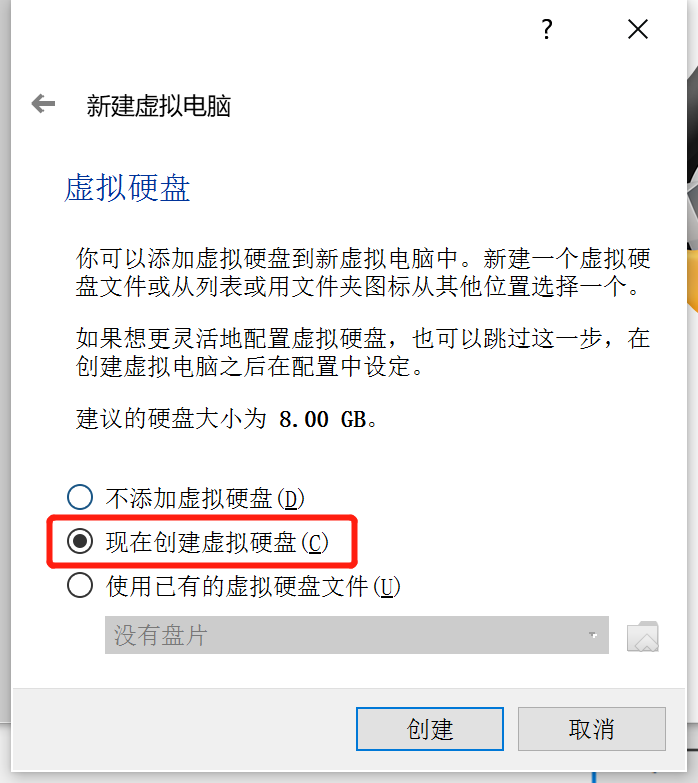 ?
新建虚拟电脑
虚拟硬盘
你可以添加虚拟硬盘到新虚拟电脑中。新建一个虚拟硬
盘文件或从列表或用文件夹图标从其他位置选择一个。
如果想更灵活地配置虚拟硬盘，也可以跳过这一步，在
创建虚拟电脑之后在配置中设定。
建议的硬盘大小为 8.00 GB。
不添加虚拟硬盘(D)
现在创建虚拟硬盘(C)
使用已有的虚拟硬盘文件(U)
没有盘片
创建 取消